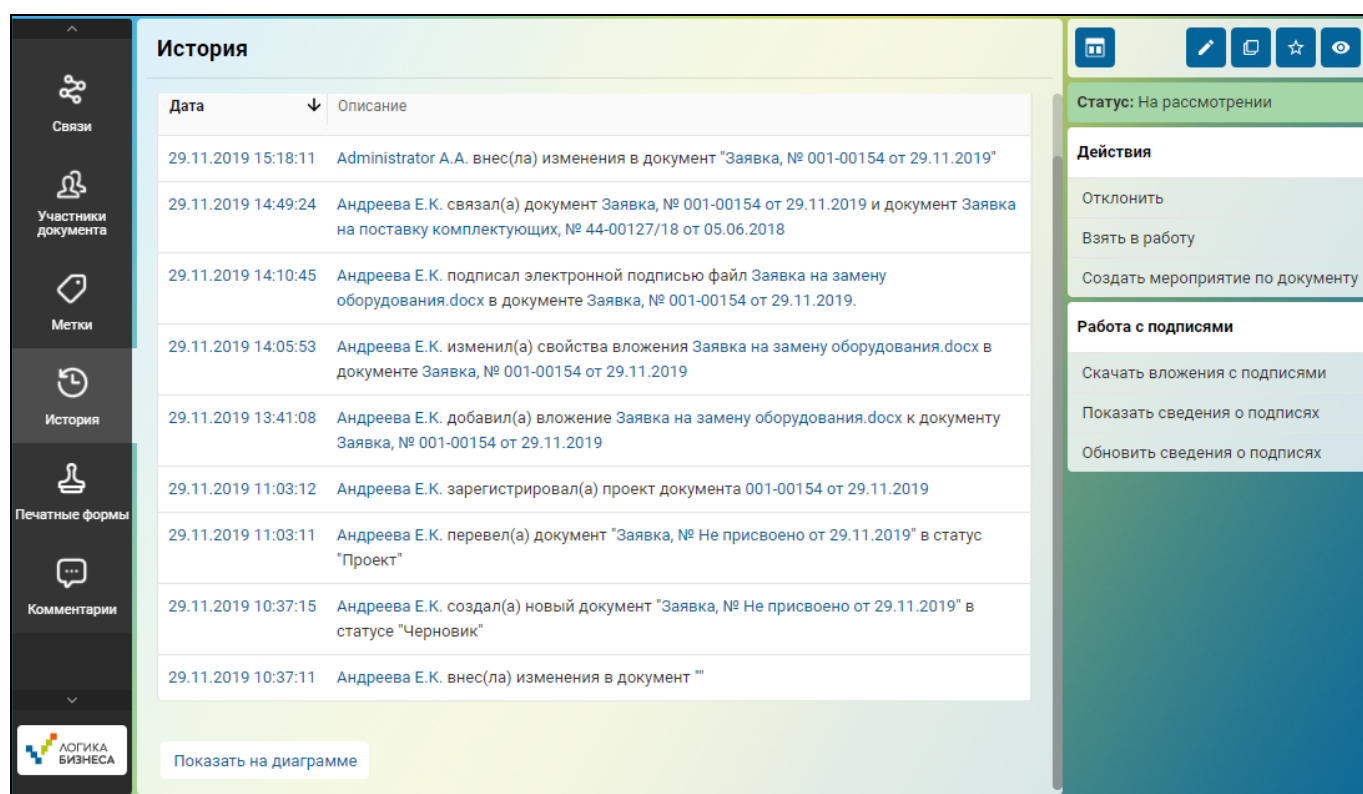 Связи
Участники
документа
Метки
История
Печатные формы
Комментарии
ЛОГИКА
БИЗНЕСА
История
Дата Описание
29.11.2019 15:18:11 Administrator А.А. внес(ла) изменения в документ "Заявка, № 001-00154 от 29.11.2019"
29.11.2019 14:49:24 Андреева Е.К. связал(а) документ Заявка, № 001-00154 от 29.11.2019 и документ Заявка
на поставку комплектующих, № 44-00127/18 от 05.06.2018
29.11.2019 14:10:45 Андреева Е.К. подписал электронной подписью файл Заявка на замену
оборудования.docx в документе Заявка, № 001-00154 от 29.11.2019.
29.11.2019 14:05:53 Андреева Е.К. изменил(а) свойства вложения Заявка на замену оборудования.docx в
документе Заявка, № 001-00154 от 29.11.2019
29.11.2019 13:41:08 Андреева Е.К. добавил(а) вложение Заявка на замену оборудования.docx к документу
Заявка, № 001-00154 от 29.11.2019
29.11.2019 11:03:12 Андреева Е.К. зарегистрировал(а) проект документа 001-00154 от 29.11.2019
29.11.2019 11:03:11 Андреева Е.К. перевел(а) документ "Заявка, № Не присвоено от 29.11.2019" в статус
"Проект"
29.11.2019 10:37:15 Андреева Е.К. создал(а) новый документ "Заявка, № Не присвоено от 29.11.2019" в
статусе "Черновик"
29.11.2019 10:37:11 Андреева Е.К. внес(ла) изменения в документ ""
Показать на диаграмме
Статус: На рассмотрении
Действия
Отклонить
Взять в работу
Создать мероприятие по документу
Работа с подписями
Скачать вложения с подписями
Показать сведения о подписях
Обновить сведения о подписях